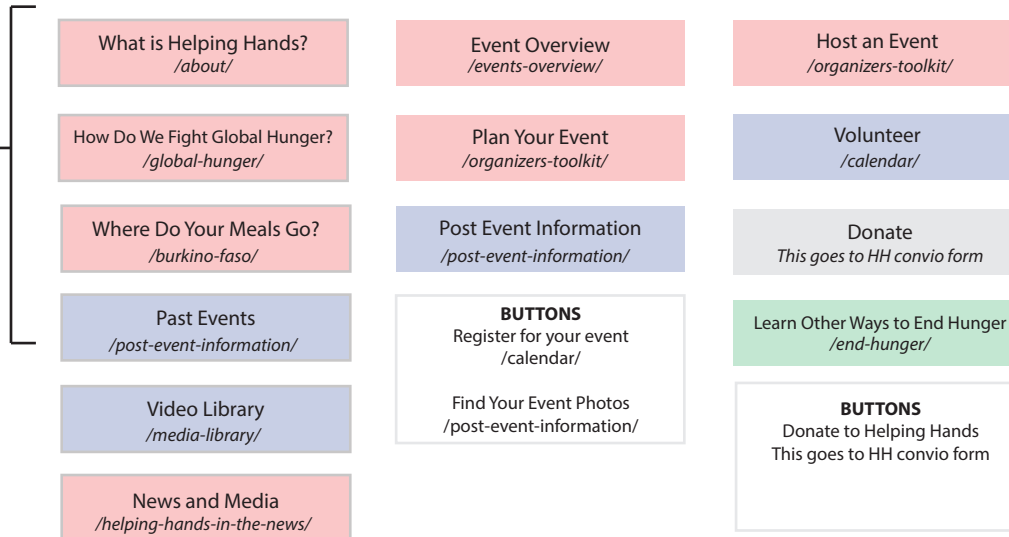 What is Helping Hands?
/about/
How Do We Fight Global Hunger?
/global-hunger/
Where Do Your Meals Go?
/burkino-faso/
Past Events
/post-event-information/
Video Library
/media-library/
News and Media
/helping-hands-in-the-news/
Event Overview
/events-overview/
Plan Your Event
/organizers-toolkit/
Post Event Information
/post-event-information/
BUTTONS
Register for your event
/calendar/
Find Your Event Photos
/post-event-information/
Host an Event
/organizers-toolkit/
Volunteer
/calendar/
Donate
This goes to HH convio form
Learn Other Ways to End Hunger
/end-hunger/
BUTTONS
Donate to Helping Hands
This goes to HH convio form